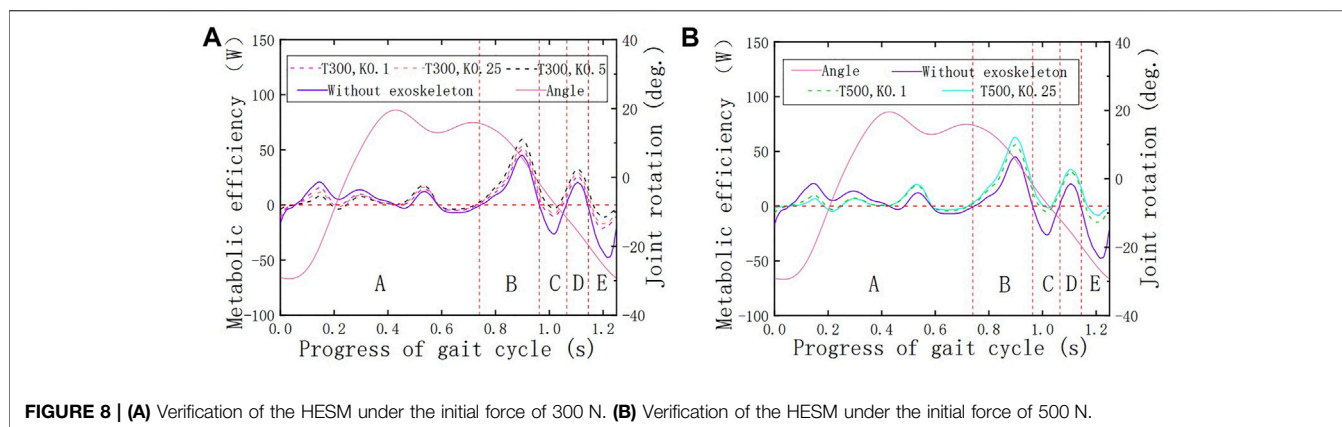 A
Metabolic efficiency (W)
150
100
50
0
-50
-100
T300,K0.1 T300,K0.25 T300,K0.5
Without exoskeleton Angle
A B C D E
40
20
0
-20
-40
Joint rotation (deg.)
0.0 0.2 0.4 0.6 0.8 1.0 1.2
Progress of gait cycle (s)
B
Metabolic efficiency (W)
150
100
50
0
-50
-100
Angle Without exoskeleton
T500,K0.1 T500,K0.25
A B C D E
40
20
0
-20
-40
Joint rotation (deg.)
0.0 0.2 0.4 0.6 0.8 1.0 1.2
Progress of gait cycle (s)
FIGURE 8 | (A) Verification of the HESM under the initial force of 300 N. (B) Verification of the HESM under the initial force of 500 N.